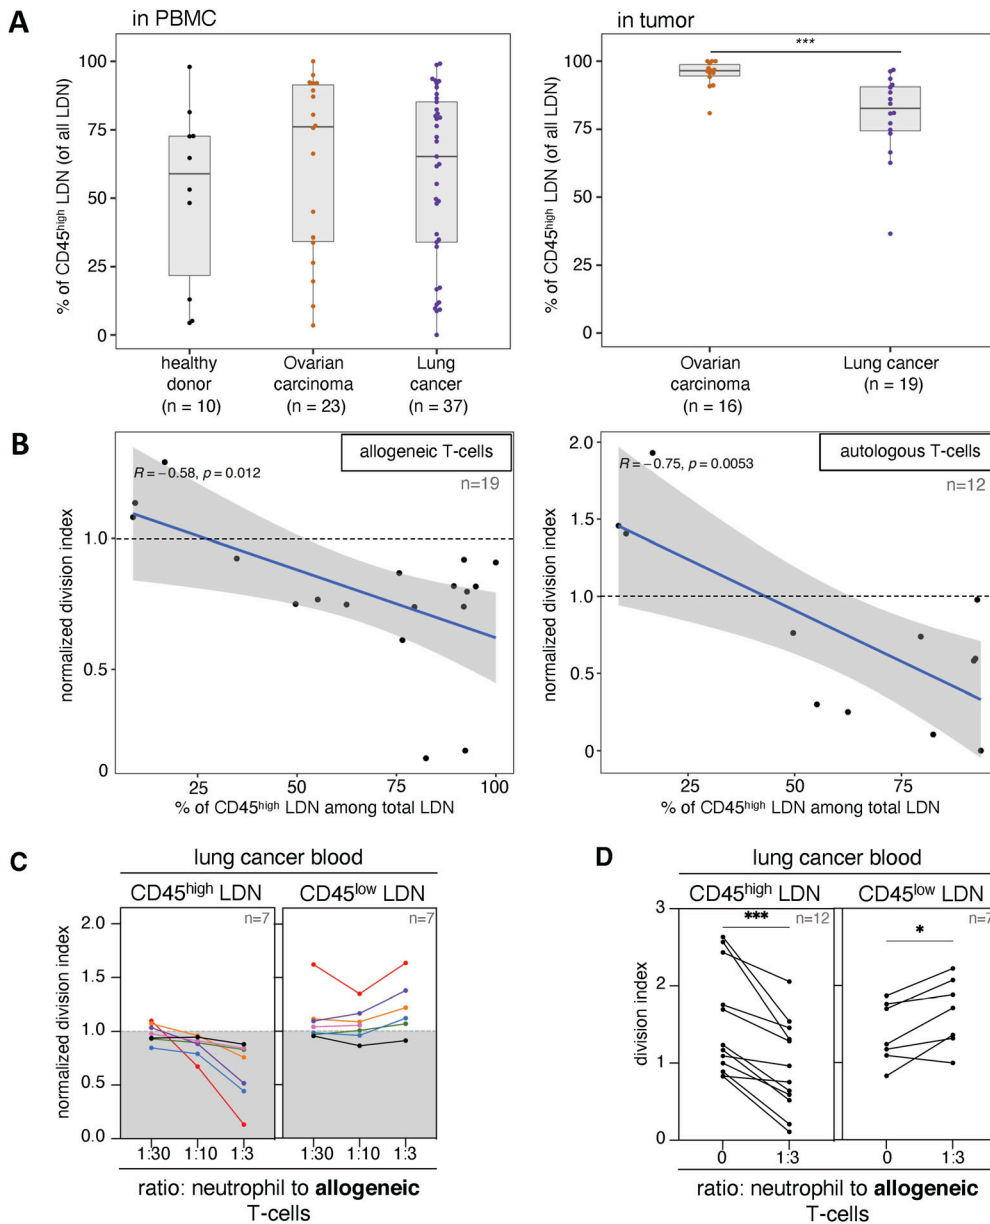 A
in PBMC
% of CD45high LDN (of all LDN)
100
75
50
25
0
healthy
donor
(n = 10)
Ovarian
carcinoma
(n = 23)
Lung
cancer
(n = 37)
in tumor
***
% of CD45high LDN (of all LDN)
100
75
50
25
0
Ovarian
carcinoma
(n = 16)
Lung cancer
(n = 19)
B
allogeneic T-cells
R = −0.58, p = 0.012
n=19
normalized division index
1.0
0.5
0
25
50
75
100
% of CD45high LDN among total LDN
autologous T-cells
R = −0.75, p = 0.0053
n=12
normalized division index
2.0
1.5
1.0
0.5
0
25
50
75
% of CD45high LDN among total LDN
C
lung cancer blood
CD45high LDN
CD45low LDN
n=7
n=7
normalized division index
2.0
1.5
1.0
0.5
0.0
1:30
1:10
1:3
1:30
1:10
1:3
ratio: neutrophil to allogeneic
T-cells
D
lung cancer blood
CD45high LDN
CD45low LDN
***
n=12
*
n=7
division index
3
2
1
0
0
1:3
0
1:3
ratio: neutrophil to allogeneic
T-cells